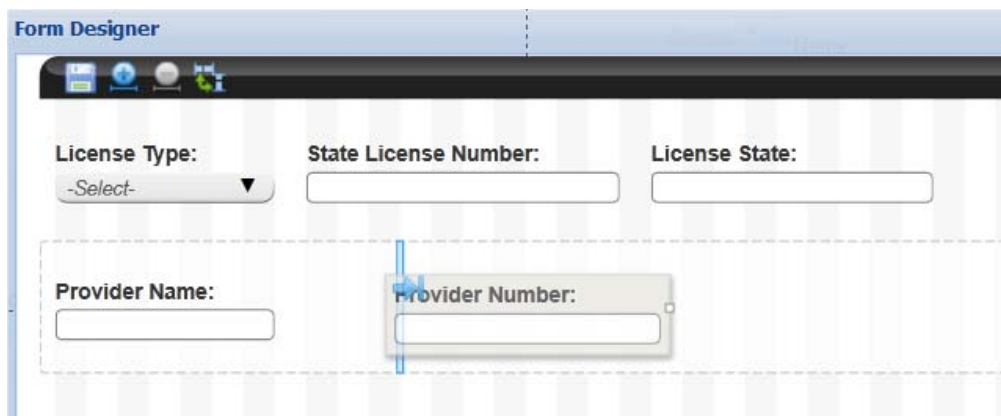 Form Designer
License Type: State License Number: License State:
-Select-
Provider Name: Provider Number: